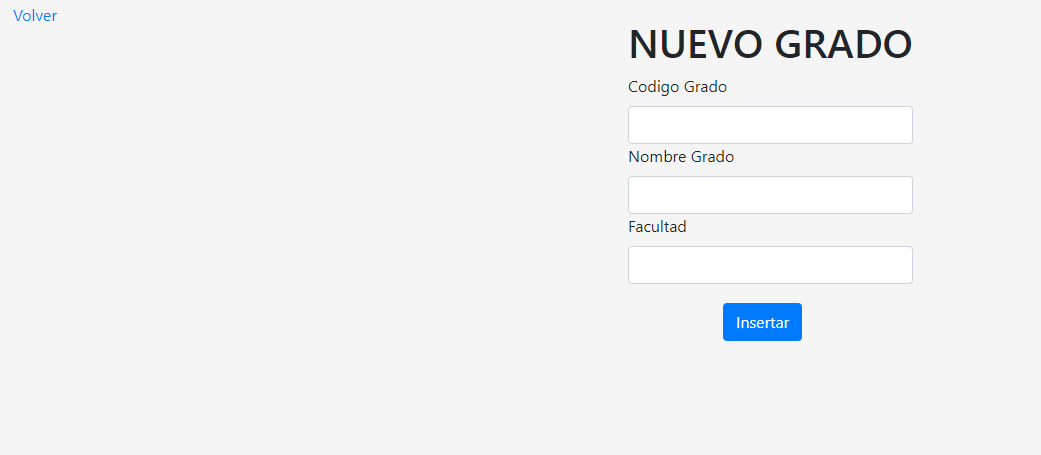 Volver
NUEVO GRADO
Codigo Grado
Nombre Grado
Facultad
Insertar